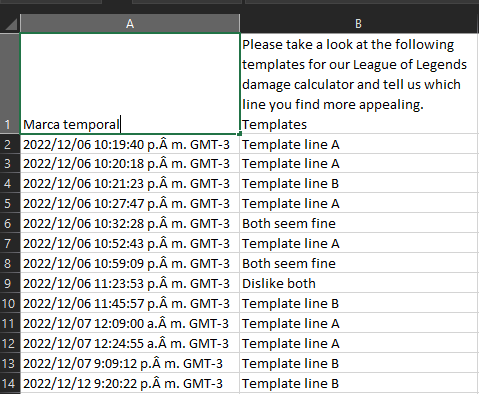 A B
Please take a look at the following
templates for our League of Legends
damage calculator and tell us which
line you find more appealing.
1 Marca temporal Templates
2 2022/12/06 10:19:40 p.Â m. GMT-3 Template line A
3 2022/12/06 10:20:18 p.Â m. GMT-3 Template line A
4 2022/12/06 10:21:23 p.Â m. GMT-3 Template line B
5 2022/12/06 10:27:47 p.Â m. GMT-3 Template line A
6 2022/12/06 10:32:28 p.Â m. GMT-3 Both seem fine
7 2022/12/06 10:52:43 p.Â m. GMT-3 Template line A
8 2022/12/06 10:59:09 p.Â m. GMT-3 Both seem fine
9 2022/12/06 11:23:53 p.Â m. GMT-3 Dislike both
10 2022/12/06 11:45:57 p.Â m. GMT-3 Template line B
11 2022/12/07 12:09:00 a.Â m. GMT-3 Template line A
12 2022/12/07 12:24:55 a.Â m. GMT-3 Template line A
13 2022/12/07 9:09:12 p.Â m. GMT-3 Template line B
14 2022/12/12 9:20:22 p.Â m. GMT-3 Template line B